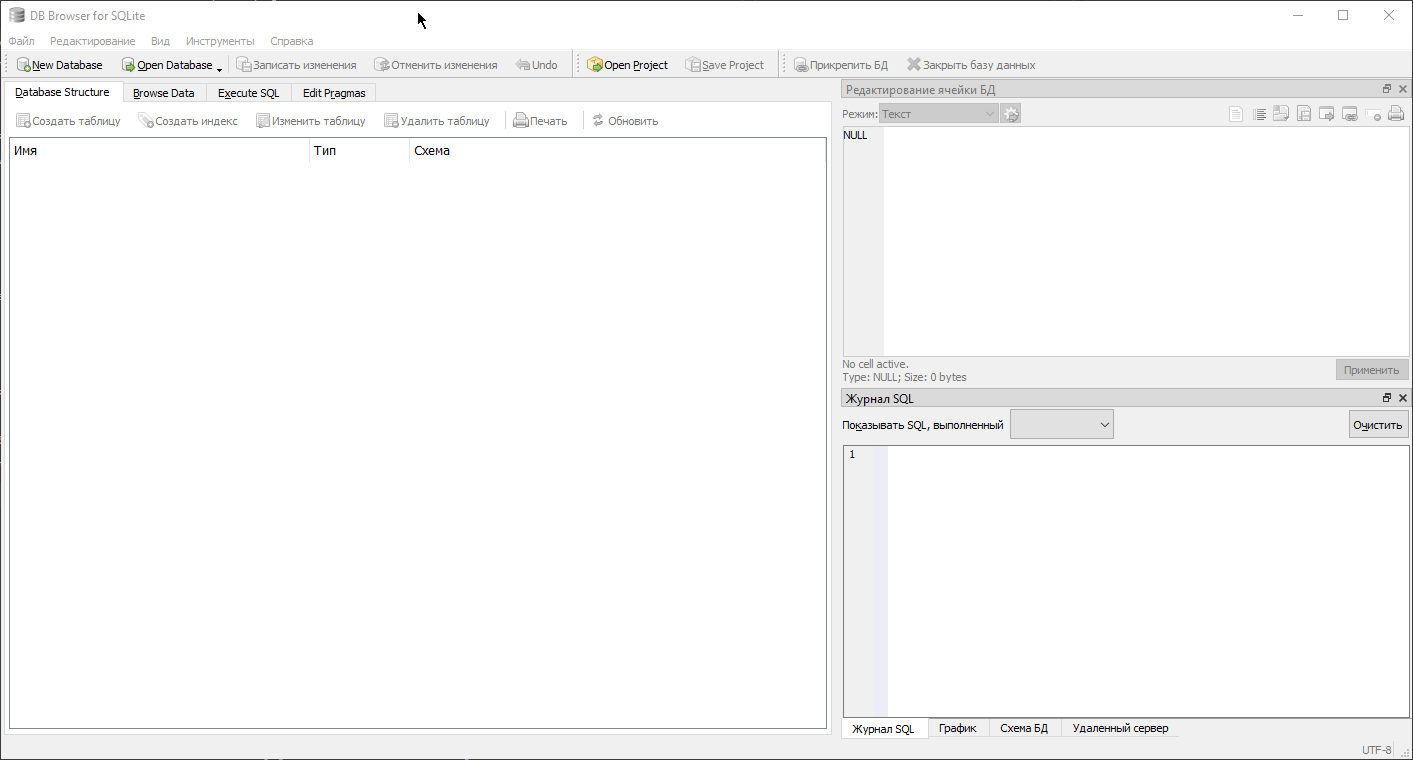 DB Browser for SQLite
Файл Редактирование Вид Инструменты Справка
New Database Open Database Записать изменения Отменить изменения Undo Open Project Save Project Прикрепить БД Закрыть базу данных
Database Structure Browse Data Execute SQL Edit Pragmas
Создать таблицу Создать индекс Изменить таблицу Удалить таблицу Печать Обновить
Имя Тип Схема
Редактирование ячейки БД
Режим: Текст
NULL
No cell active.
Type: NULL; Size: 0 bytes
Применить
Журнал SQL
Показывать SQL, выполненный Очистить
1
Журнал SQL График Схема БД Удаленный сервер
UTF-8